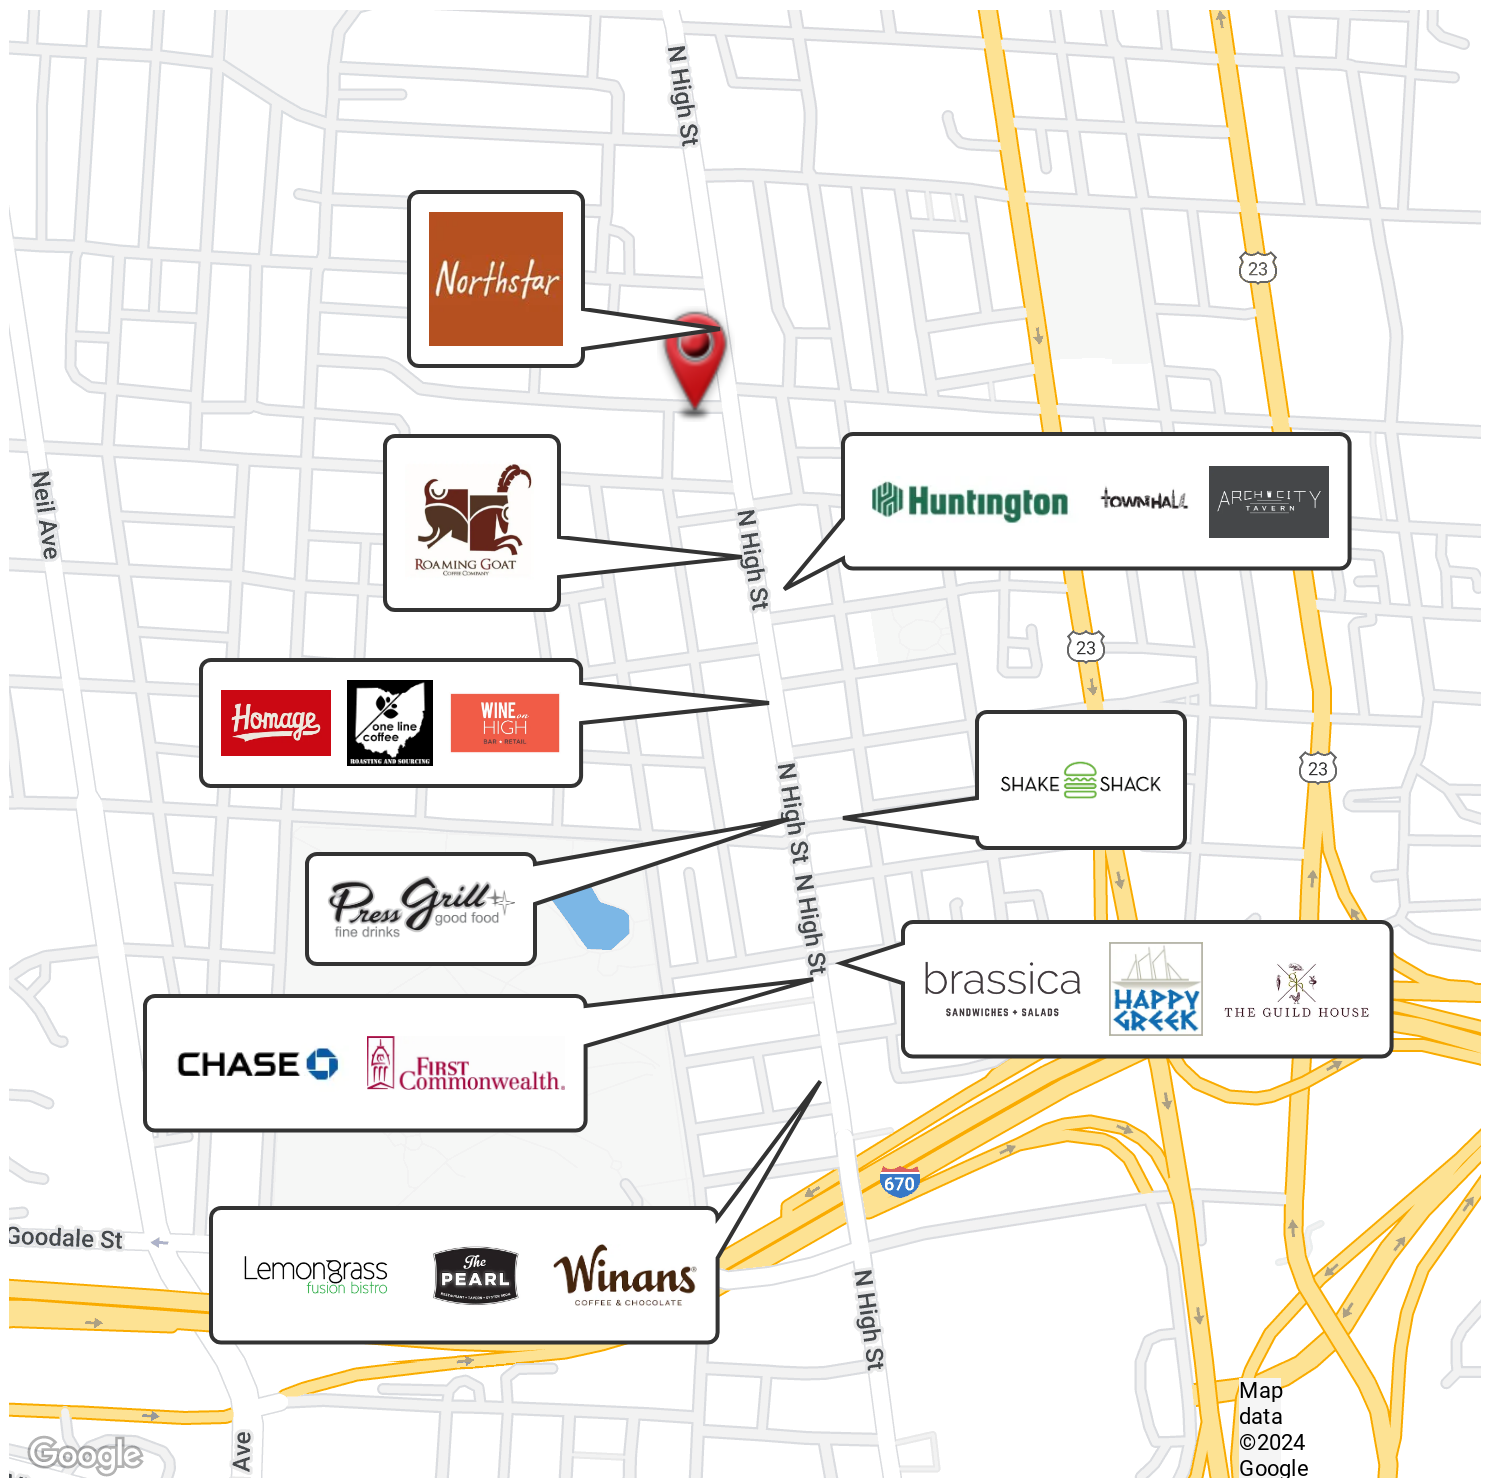 N High St
Northstar
23
Huntington
TOWNHALL
ARCH CITY
TAVERN
ROAMING GOAT
COFFEE COMPANY
Neil Ave
N High St
23
Homage
one line
coffee
ROASTING AND SOURCING
WINE on
HIGH
BAR • RETAIL
SHAKE SHACK
23
N High St
Press Grill
good food
fine drinks
N High St
brassica
SANDWICHES + SALADS
HAPPY
GREEK
THE GUILD HOUSE
CHASE
FIRST
Commonwealth.
670
Goodale St
Lemongrass
fusion bistro
The
PEARL
Winans
COFFEE & CHOCOLATE
N High St
Ave
Google
Map
data
©2024
Google